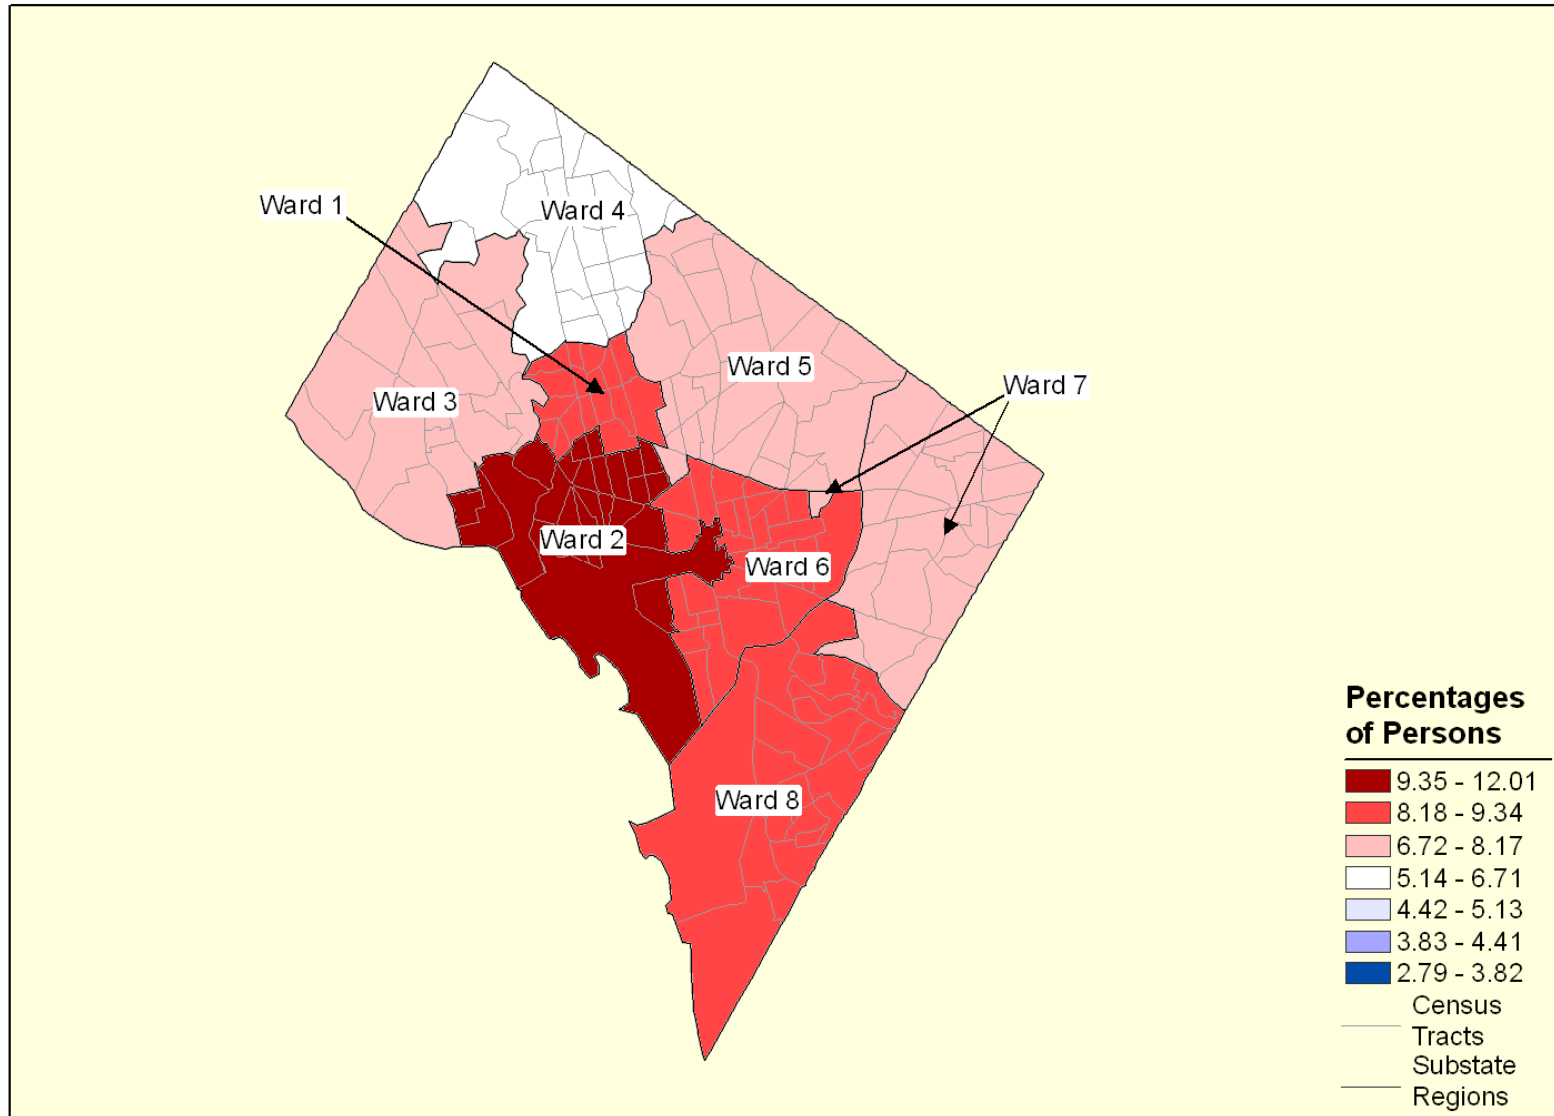 Ward 1
Ward 4
Ward 5
Ward 7
Ward 3
Ward 2
Ward 6
Ward 8
Percentages
of Persons
9.35 - 12.01
8.18 - 9.34
6.72 - 8.17
5.14 - 6.71
4.42 - 5.13
3.83 - 4.41
2.79 - 3.82
Census
Tracts
Substate
Regions